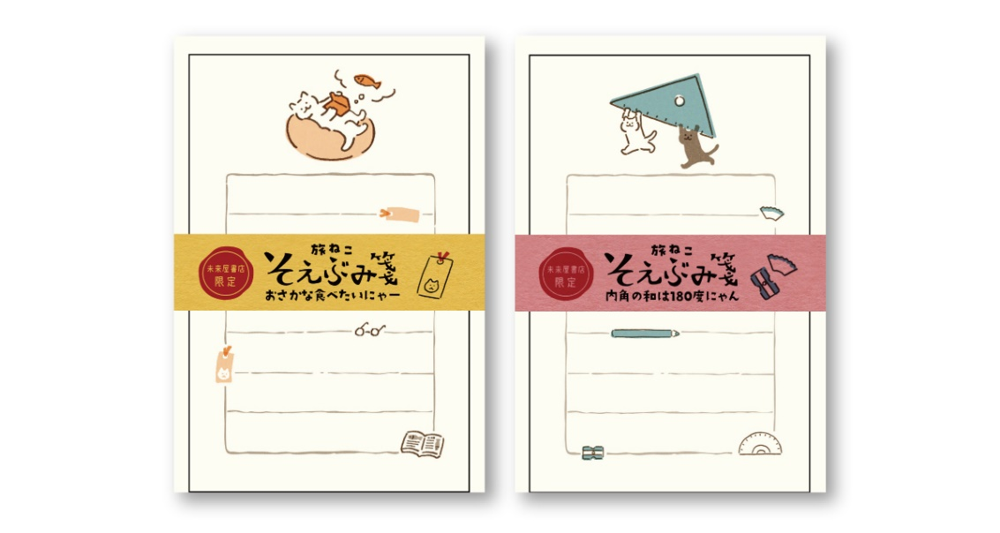 旅ねこ
未来屋書店
限定
そえぶみ箋
おさかな食べたいにゃー
旅ねこ
未来屋書店
限定
そえぶみ箋
内角の和は180度にゃん